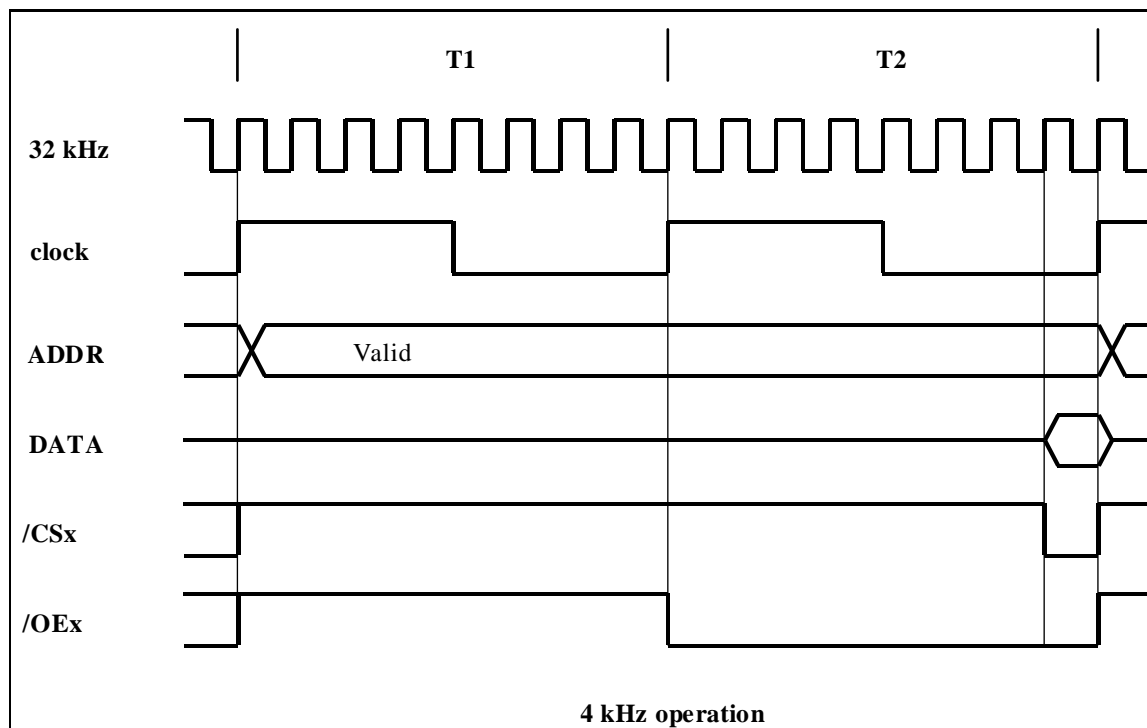 T1
T2
32 kHz
clock
ADDR
Valid
DATA
/CSx
/OEx
4 kHz operation